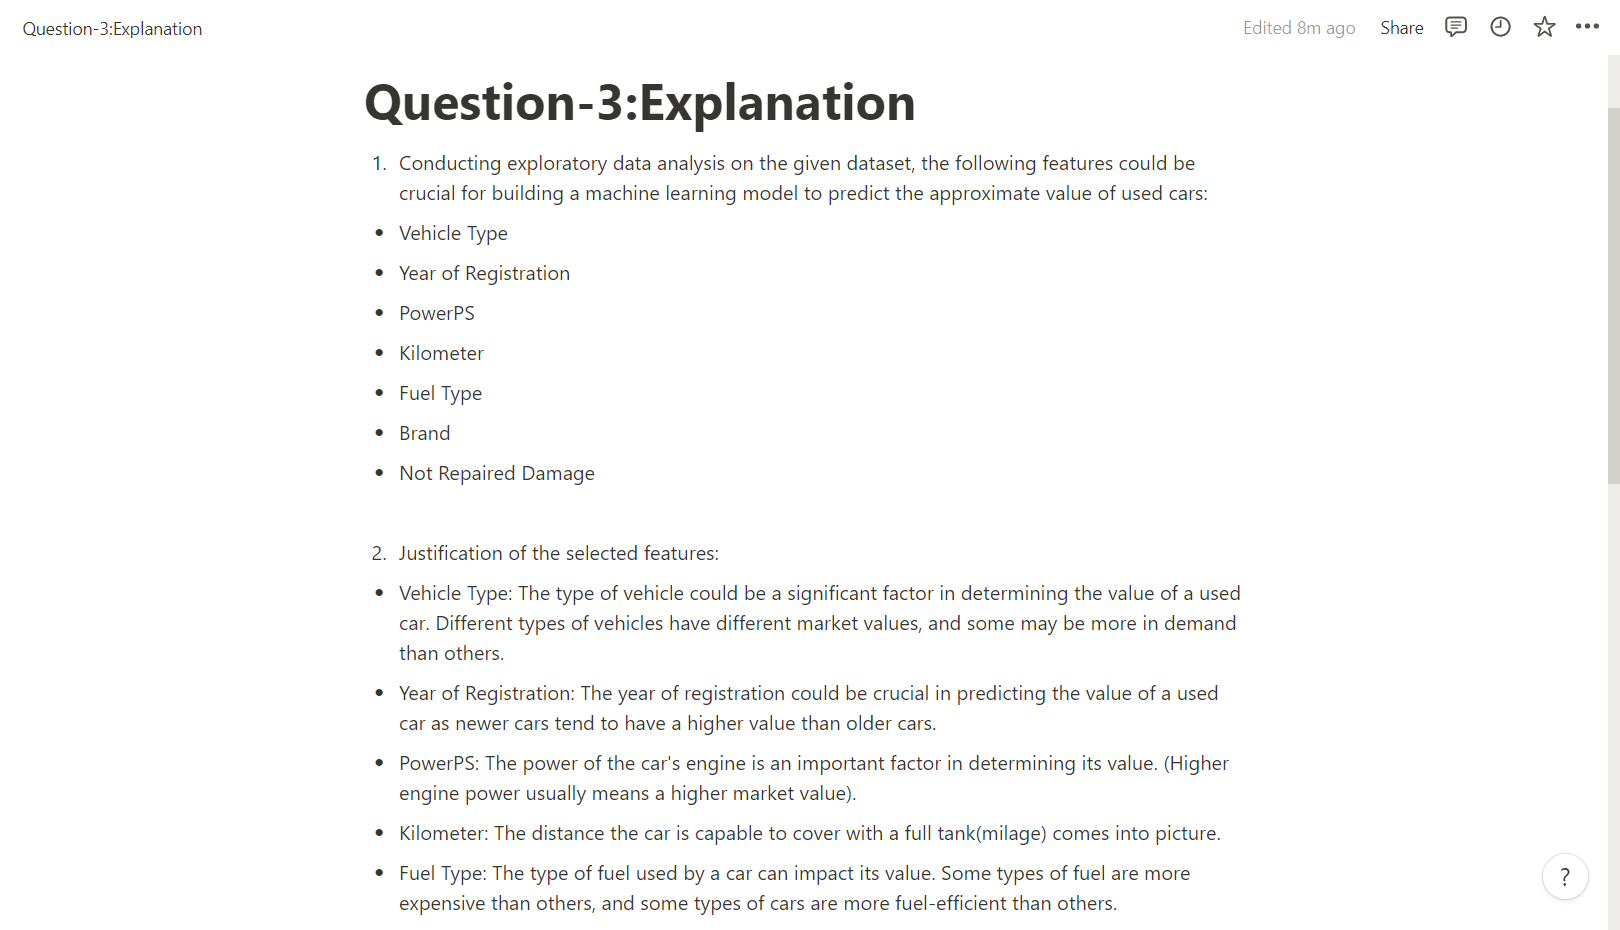 Question-3:Explanation
Edited 8m ago
Share
Question-3:Explanation
1. Conducting exploratory data analysis on the given dataset, the following features could be
crucial for building a machine learning model to predict the approximate value of used cars:
• Vehicle Type
• Year of Registration
• PowerPS
• Kilometer
• Fuel Type
• Brand
• Not Repaired Damage
2. Justification of the selected features:
• Vehicle Type: The type of vehicle could be a significant factor in determining the value of a used
car. Different types of vehicles have different market values, and some may be more in demand
than others.
• Year of Registration: The year of registration could be crucial in predicting the value of a used
car as newer cars tend to have a higher value than older cars.
• PowerPS: The power of the car's engine is an important factor in determining its value. (Higher
engine power usually means a higher market value).
• Kilometer: The distance the car is capable to cover with a full tank(milage) comes into picture.
• Fuel Type: The type of fuel used by a car can impact its value. Some types of fuel are more
expensive than others, and some types of cars are more fuel-efficient than others.
?